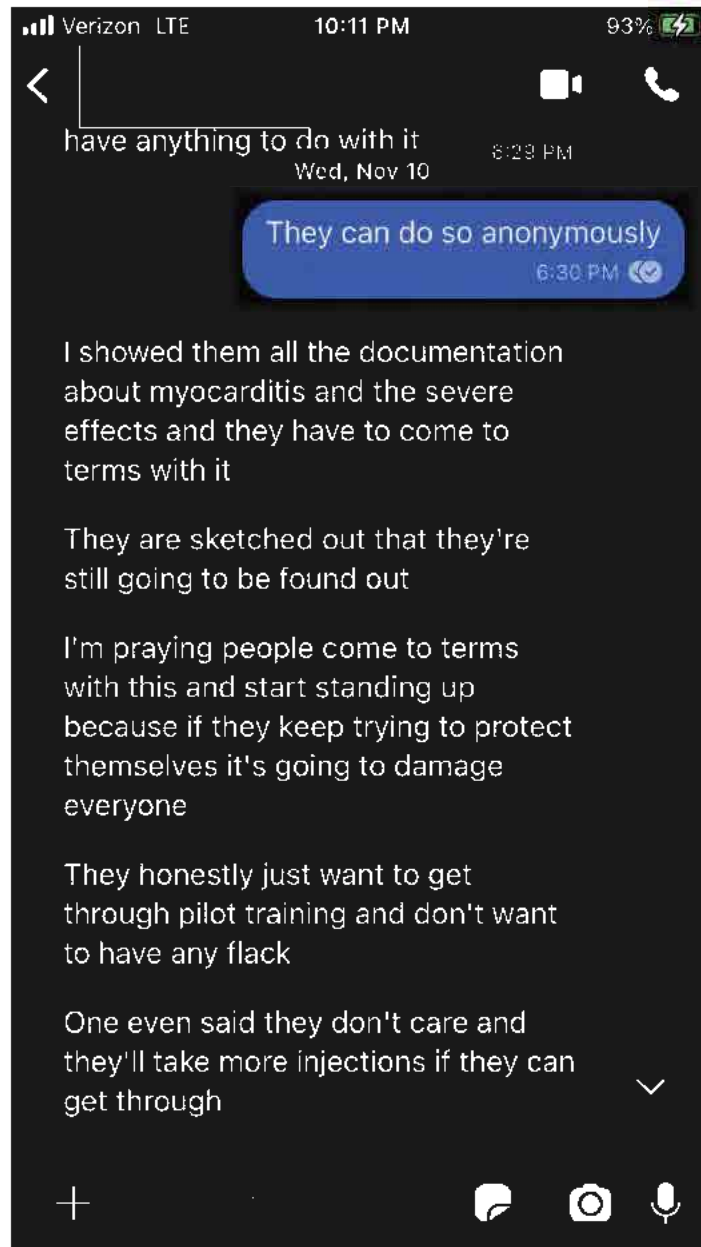 Verizon LTE 10:11 PM 93%
have anything to do with it 6:29 PM
Wed, Nov 10
They can do so anonymously
6:30 PM
I showed them all the documentation
about myocarditis and the severe
effects and they have to come to
terms with it
They are sketched out that they're
still going to be found out
I'm praying people come to terms
with this and start standing up
because if they keep trying to protect
themselves it's going to damage
everyone
They honestly just want to get
through pilot training and don't want
to have any flack
One even said they don't care and
they'll take more injections if they can
get through